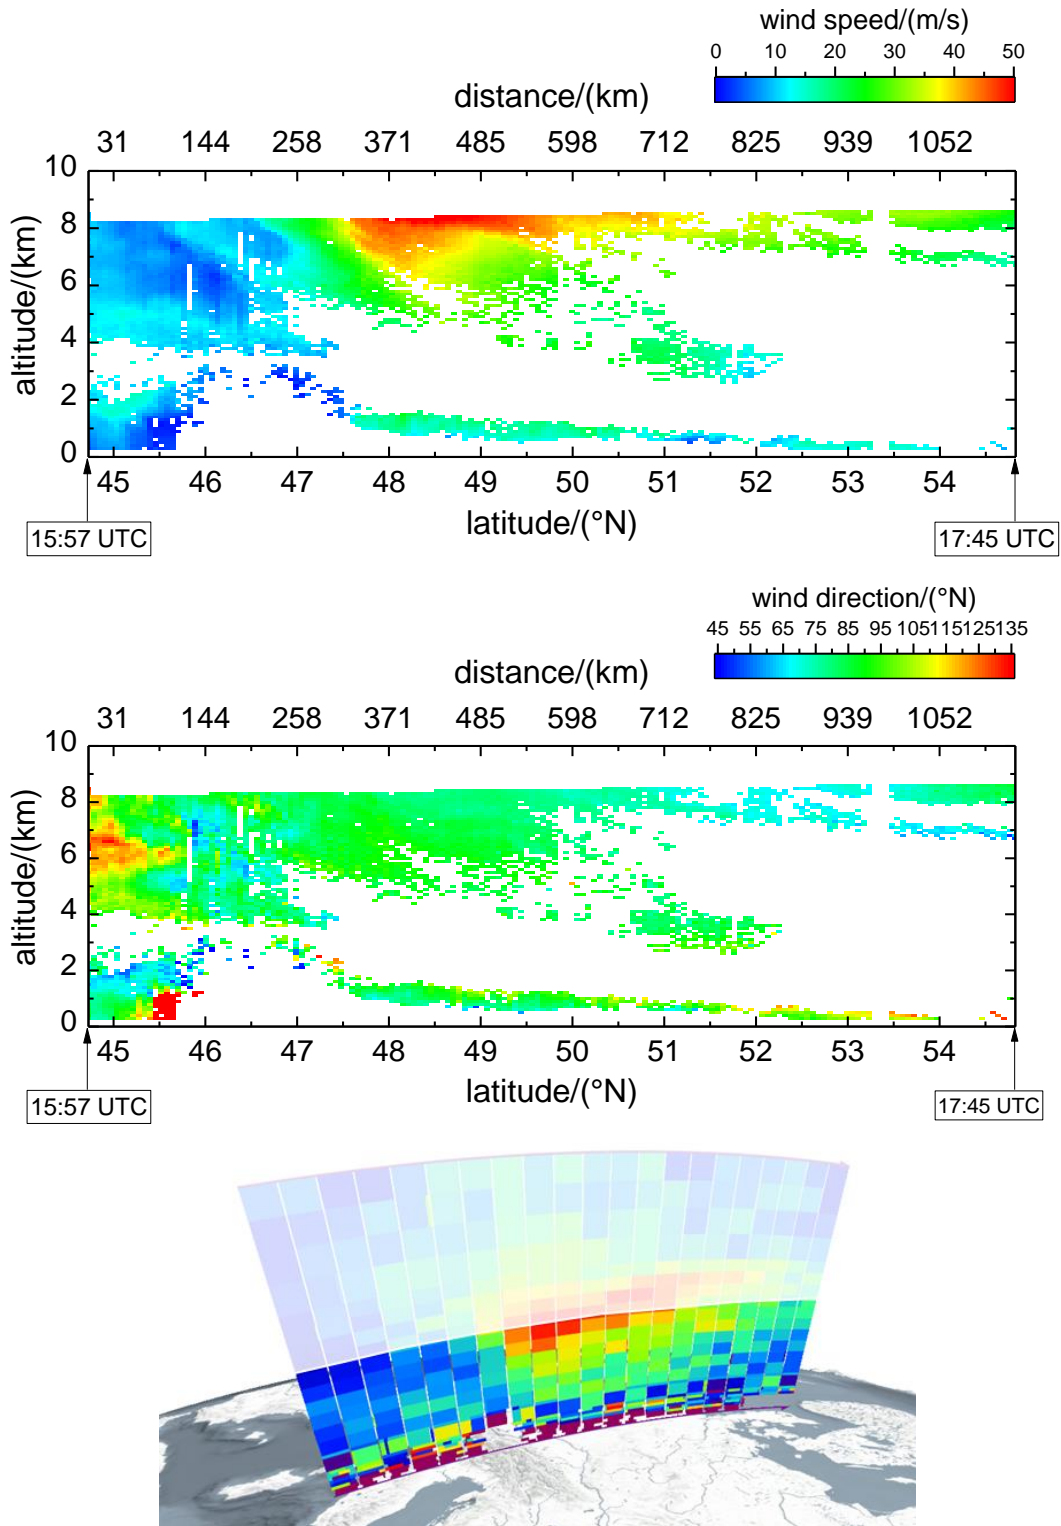 wind speed/(m/s)
0 10 20 30 40 50
distance/(km)
31 144 258 371 485 598 712 825 939 1052
10
8
6
4
2
0
altitude/(km)
45 46 47 48 49 50 51 52 53 54
latitude/(°N)
15:57 UTC
17:45 UTC
wind direction/(°N)
45 55 65 75 85 95 105 115 125 135
distance/(km)
31 144 258 371 485 598 712 825 939 1052
10
8
6
4
2
0
altitude/(km)
45 46 47 48 49 50 51 52 53 54
latitude/(°N)
15:57 UTC
17:45 UTC